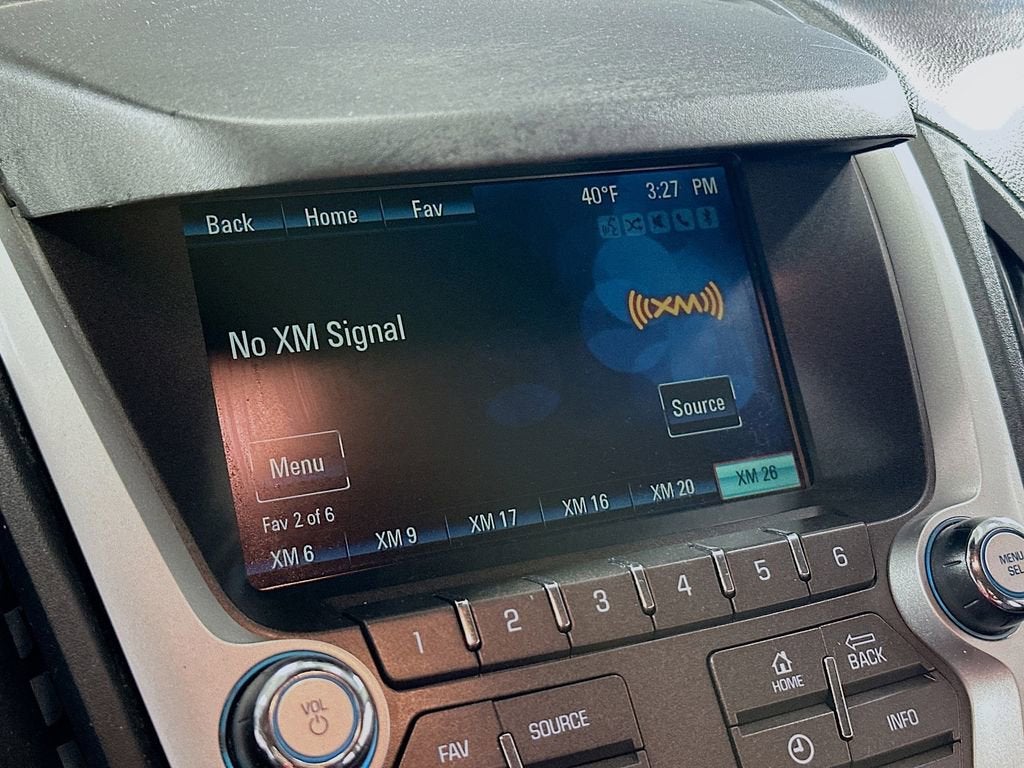 Back Home Fav
40°F 3:27 PM
XM
No XM Signal
Source
Menu
Fav 2 of 6
XM 6 XM 9 XM 17 XM 16 XM 20 XM 26
1 2 3 4 5 6
MENU
SEL
VOL
FAV SOURCE
HOME BACK
INFO